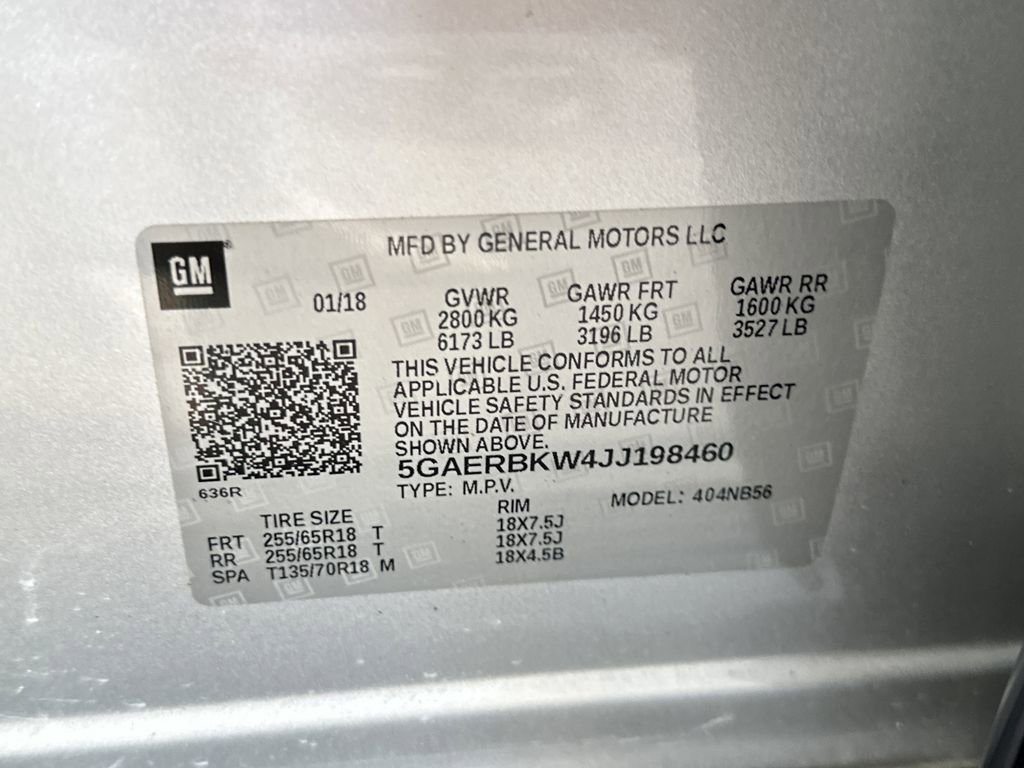 GM
MFD BY GENERAL MOTORS LLC
01/18
GVWR GAWR FRT GAWR RR
2800 KG 1450 KG 1600 KG
6173 LB 3196 LB 3527 LB
THIS VEHICLE CONFORMS TO ALL
APPLICABLE U.S. FEDERAL MOTOR
VEHICLE SAFETY STANDARDS IN EFFECT
ON THE DATE OF MANUFACTURE
SHOWN ABOVE.
5GAERBKW4JJ198460
636R
TYPE: M.P.V. MODEL: 404NB56
TIRE SIZE RIM
FRT 255/65R18 T 18X7.5J
RR 255/65R18 T 18X7.5J
SPA T135/70R18 M 18X4.5B